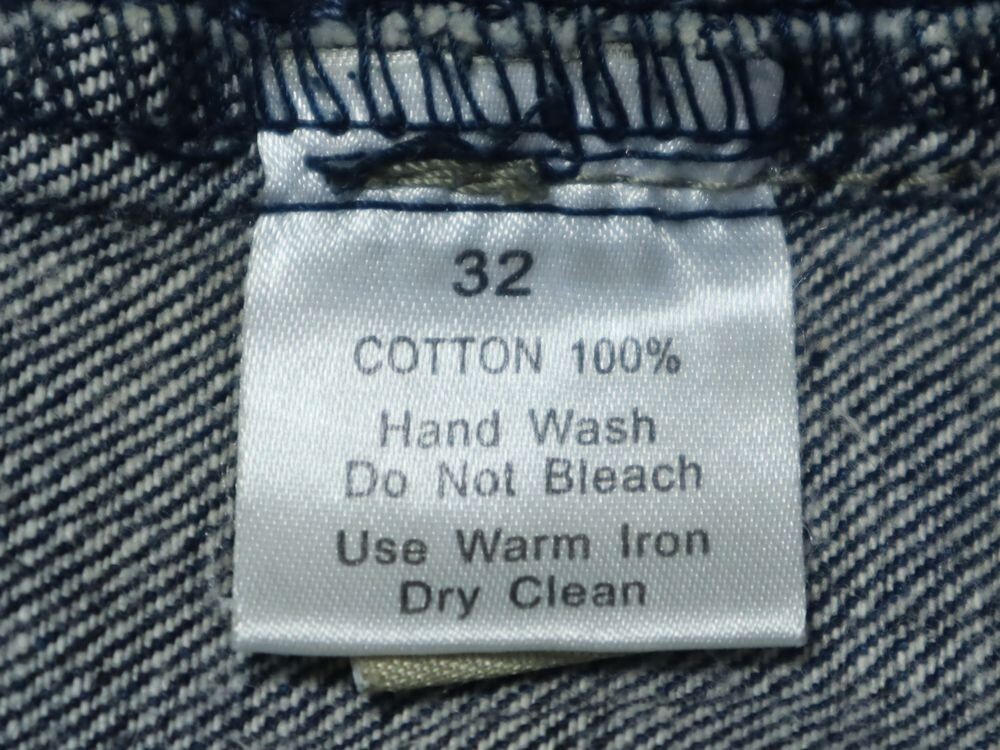 32
COTTON 100%
Hand Wash
Do Not Bleach
Use Warm Iron
Dry Clean